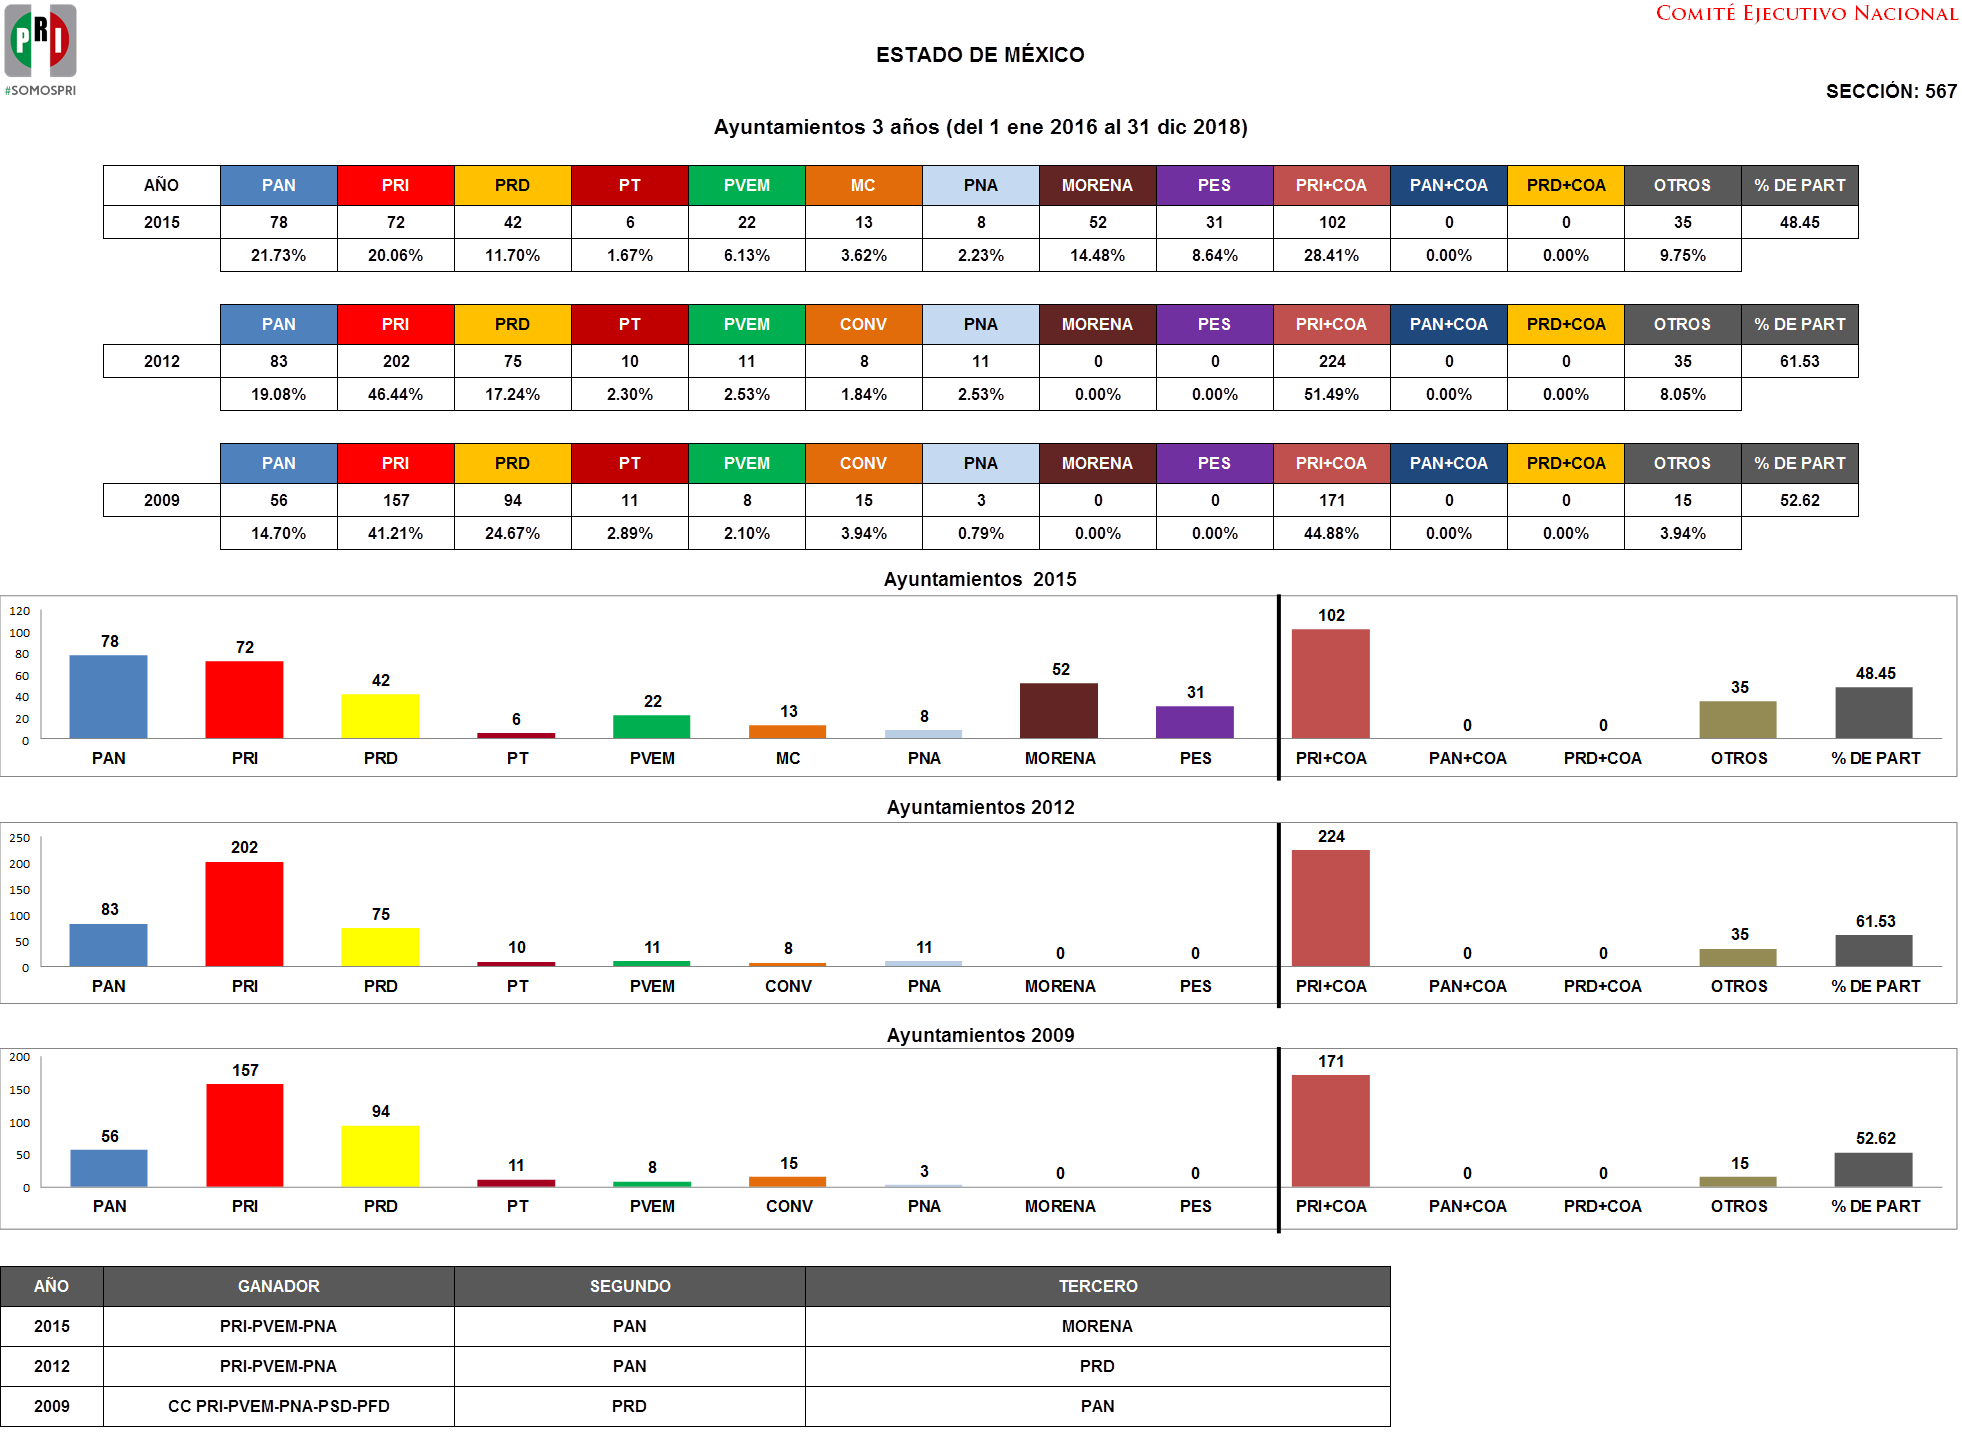 PRI
#SOMOSPRI
COMITÉ EJECUTIVO NACIONAL
ESTADO DE MÉXICO
SECCIÓN: 567
Ayuntamientos 3 años (del 1 ene 2016 al 31 dic 2018)
AÑO PAN PRI PRD PT PVEM MC PNA MORENA PES PRI+COA PAN+COA PRD+COA OTROS % DE PART
2015 78 72 42 6 22 13 8 52 31 102 0 0 35 48.45
21.73% 20.06% 11.70% 1.67% 6.13% 3.62% 2.23% 14.48% 8.64% 28.41% 0.00% 0.00% 9.75%
PAN PRI PRD PT PVEM CONV PNA MORENA PES PRI+COA PAN+COA PRD+COA OTROS % DE PART
2012 83 202 75 10 11 8 11 0 0 224 0 0 35 61.53
19.08% 46.44% 17.24% 2.30% 2.53% 1.84% 2.53% 0.00% 0.00% 51.49% 0.00% 0.00% 8.05%
PAN PRI PRD PT PVEM CONV PNA MORENA PES PRI+COA PAN+COA PRD+COA OTROS % DE PART
2009 56 157 94 11 8 15 3 0 0 171 0 0 15 52.62
14.70% 41.21% 24.67% 2.89% 2.10% 3.94% 0.79% 0.00% 0.00% 44.88% 0.00% 0.00% 3.94%
Ayuntamientos 2015
120
100
80
60
40
20
0
78 72 42 6 22 13 8 52 31 102 0 0 35 48.45
PAN PRI PRD PT PVEM MC PNA MORENA PES PRI+COA PAN+COA PRD+COA OTROS % DE PART
Ayuntamientos 2012
250
200
150
100
50
0
83 202 75 10 11 8 11 0 0 224 0 0 35 61.53
PAN PRI PRD PT PVEM CONV PNA MORENA PES PRI+COA PAN+COA PRD+COA OTROS % DE PART
Ayuntamientos 2009
200
150
100
50
0
56 157 94 11 8 15 3 0 0 171 0 0 15 52.62
PAN PRI PRD PT PVEM CONV PNA MORENA PES PRI+COA PAN+COA PRD+COA OTROS % DE PART
AÑO GANADOR SEGUNDO TERCERO
2015 PRI-PVEM-PNA PAN MORENA
2012 PRI-PVEM-PNA PAN PRD
2009 CC PRI-PVEM-PNA-PSD-PFD PRD PAN